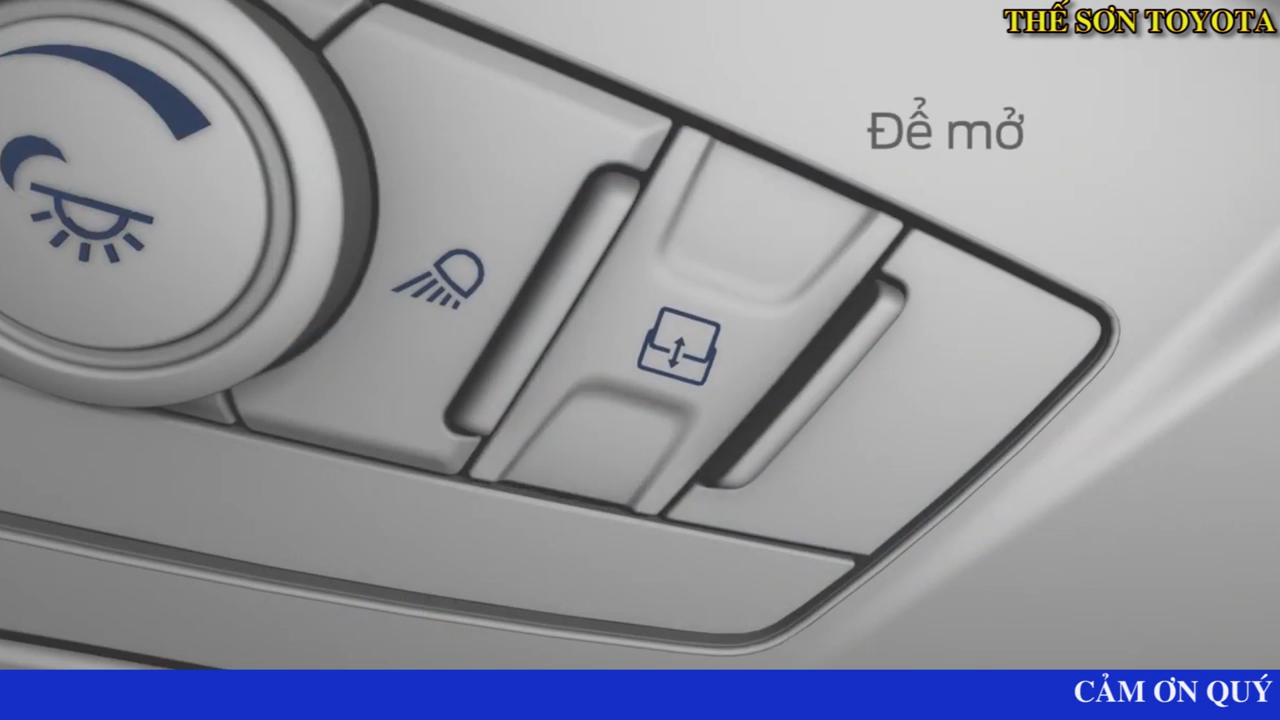 THẾ SƠN TOYOTA
Để mở
CẢM ƠN QUÝ